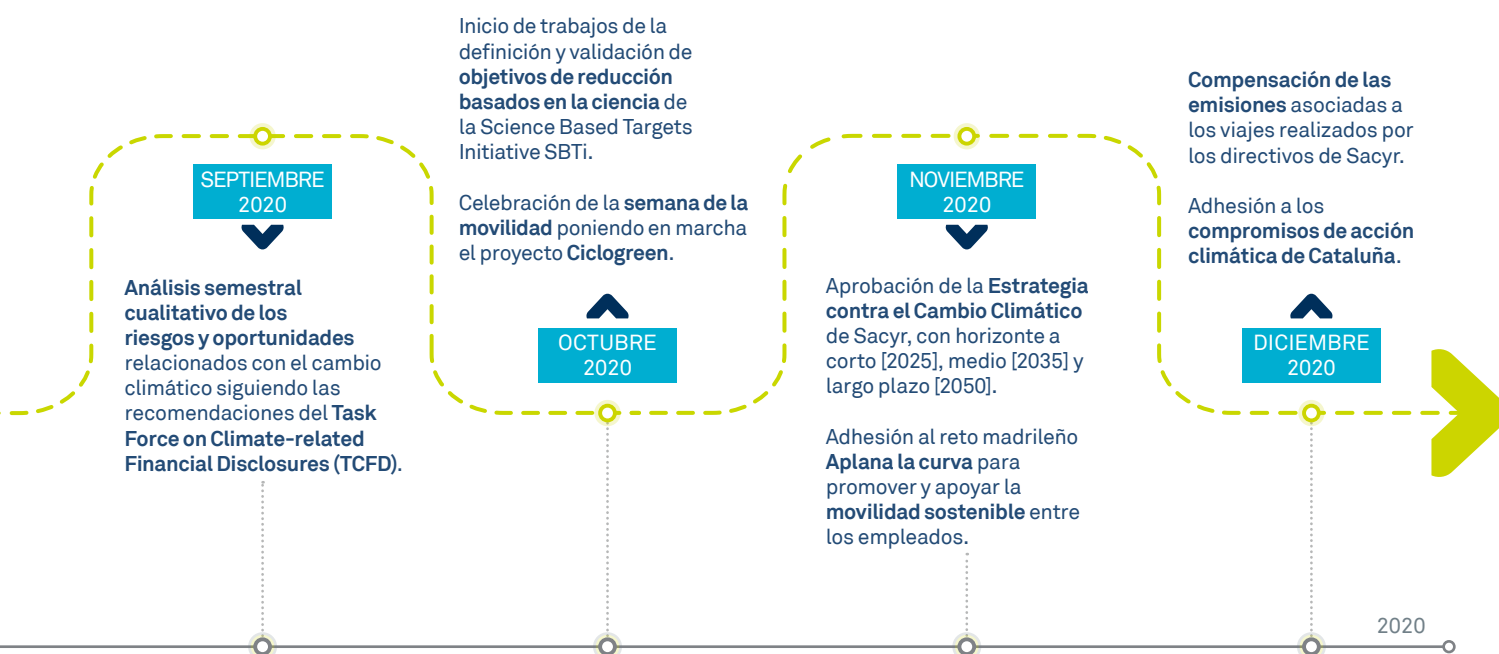 SEPTIEMBRE
2020
Análisis semestral
cualitativo de los
riesgos y oportunidades
relacionados con el cambio
climático siguiendo las
recomendaciones del Task
Force on Climate-related
Financial Disclosures (TCFD).
Inicio de trabajos de la
definición y validación de
objetivos de reducción
basados en la ciencia de
la Science Based Targets
Initiative SBTi.
Celebración de la semana de la
movilidad poniendo en marcha
el proyecto Ciclogreen.
OCTUBRE
2020
NOVIEMBRE
2020
Aprobación de la Estrategia
contra el Cambio Climático
de Sacyr, con horizonte a
corto [2025], medio [2035] y
largo plazo [2050].
Adhesión al reto madrileño
Aplana la curva para
promover y apoyar la
movilidad sostenible entre
los empleados.
Compensación de las
emisiones asociadas a
los viajes realizados por
los directivos de Sacyr.
Adhesión a los
compromisos de acción
climática de Cataluña.
DICIEMBRE
2020
2020